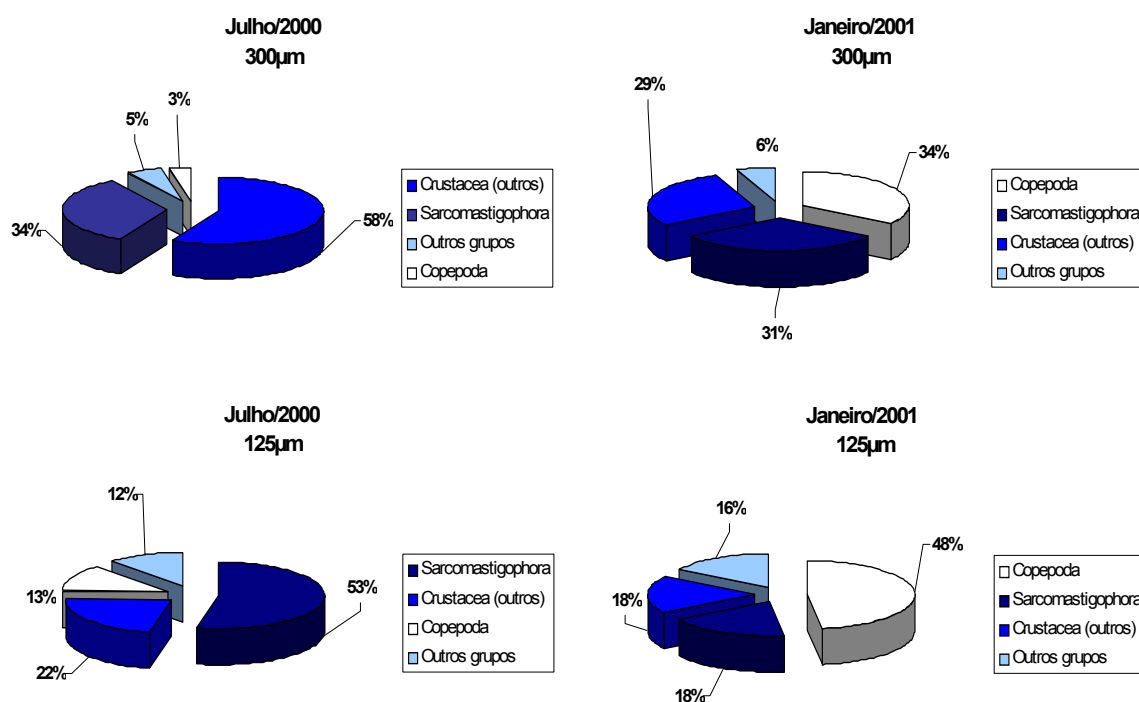 Julho/2000
300µm
3%
5%
34%
58%
Crustacea (outros)
Sarcomastigophora
Outros grupos
Copepoda
Janeiro/2001
300µm
29%
6%
34%
31%
Copepoda
Sarcomastigophora
Crustacea (outros)
Outros grupos
Julho/2000
125µm
12%
13%
53%
22%
Sarcomastigophora
Crustacea (outros)
Copepoda
Outros grupos
Janeiro/2001
125µm
16%
48%
18%
18%
Copepoda
Sarcomastigophora
Crustacea (outros)
Outros grupos